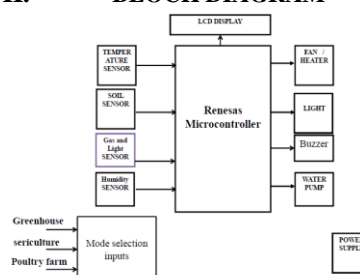 II. BLOCK DIAGRAM
LCD DISPLAY
TEMPER
ATURE
SENSOR
SOIL
SENSOR
Gas and
Light
SENSOR
Humidity
SENSOR
Renesas
Microcontroller
FAN /
HEATER
LIGHT
Buzzer
WATER
PUMP
Greenhouse
sericulture
Poultry farm
Mode selection
inputs
POWE
SUPPL